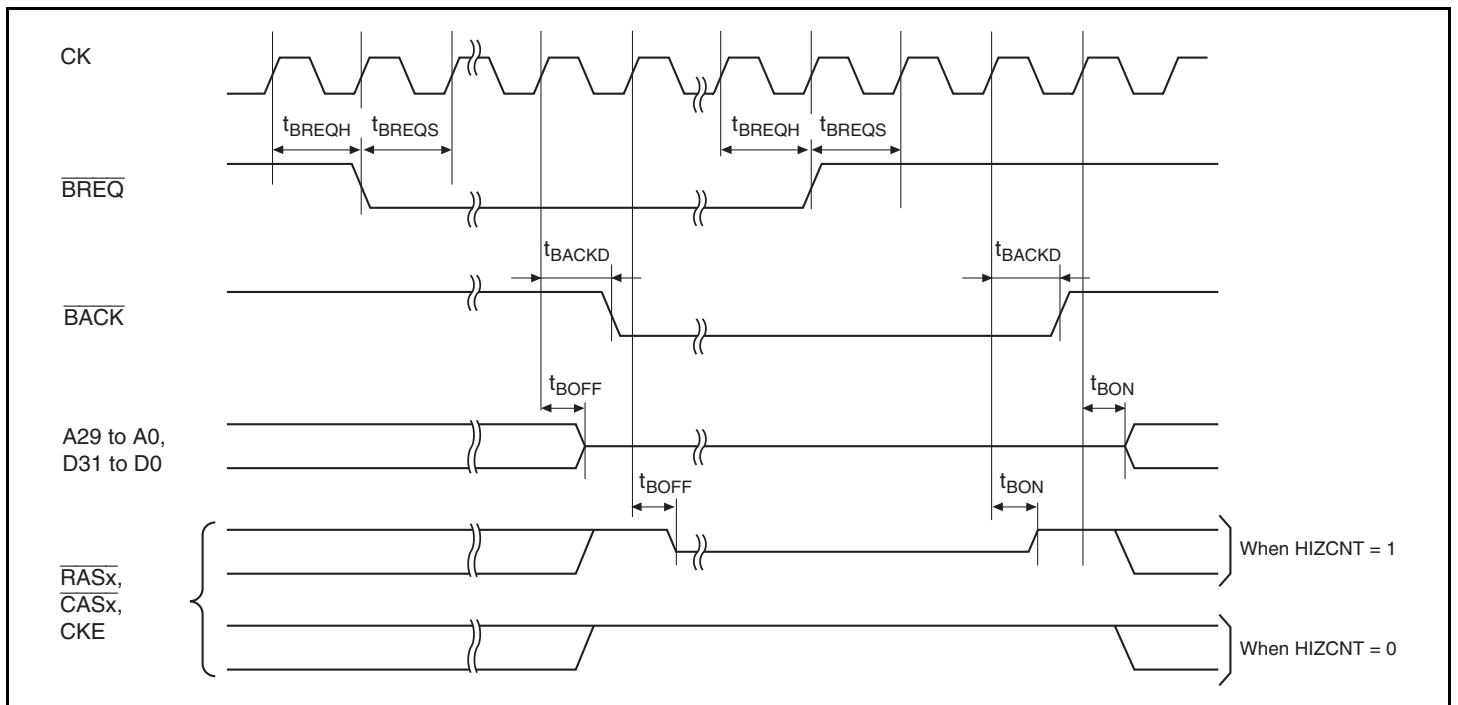 CK
tBREQH tBREQS tBREQH tBREQS
BREQ
tBACKD tBACKD
BACK
tBOFF tBON
A29 to A0,
D31 to D0
tBOFF tBON
When HIZCNT = 1
RASx,
CASx,
CKE
When HIZCNT = 0